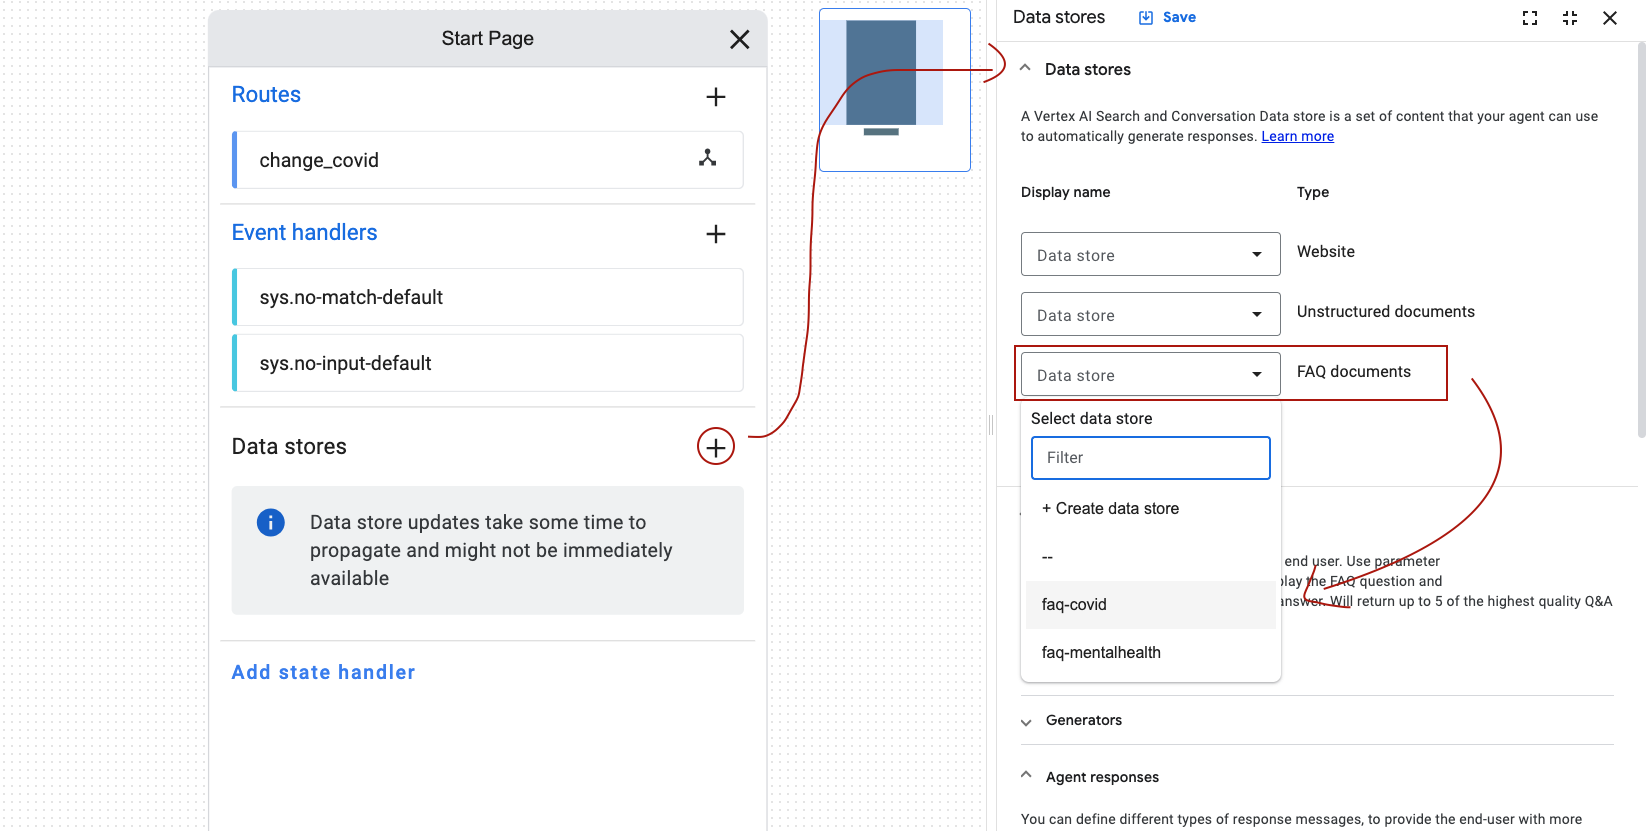 Start Page
Routes
change_covid
Event handlers
sys.no-match-default
sys.no-input-default
Data stores
Data store updates take some time to
propagate and might not be immediately
available
Add state handler
Data stores
Save
Data stores
A Vertex AI Search and Conversation Data store is a set of content that your agent can use
to automatically generate responses. Learn more
Display name Type
Data store Website
Data store Unstructured documents
Data store FAQ documents
Select data store
Filter
+ Create data store
--
end user. Use parameter
play the FAQ question and
answer. Will return up to 5 of the highest quality Q&A
faq-covid
faq-mentalhealth
Generators
Agent responses
You can define different types of response messages, to provide the end-user with more